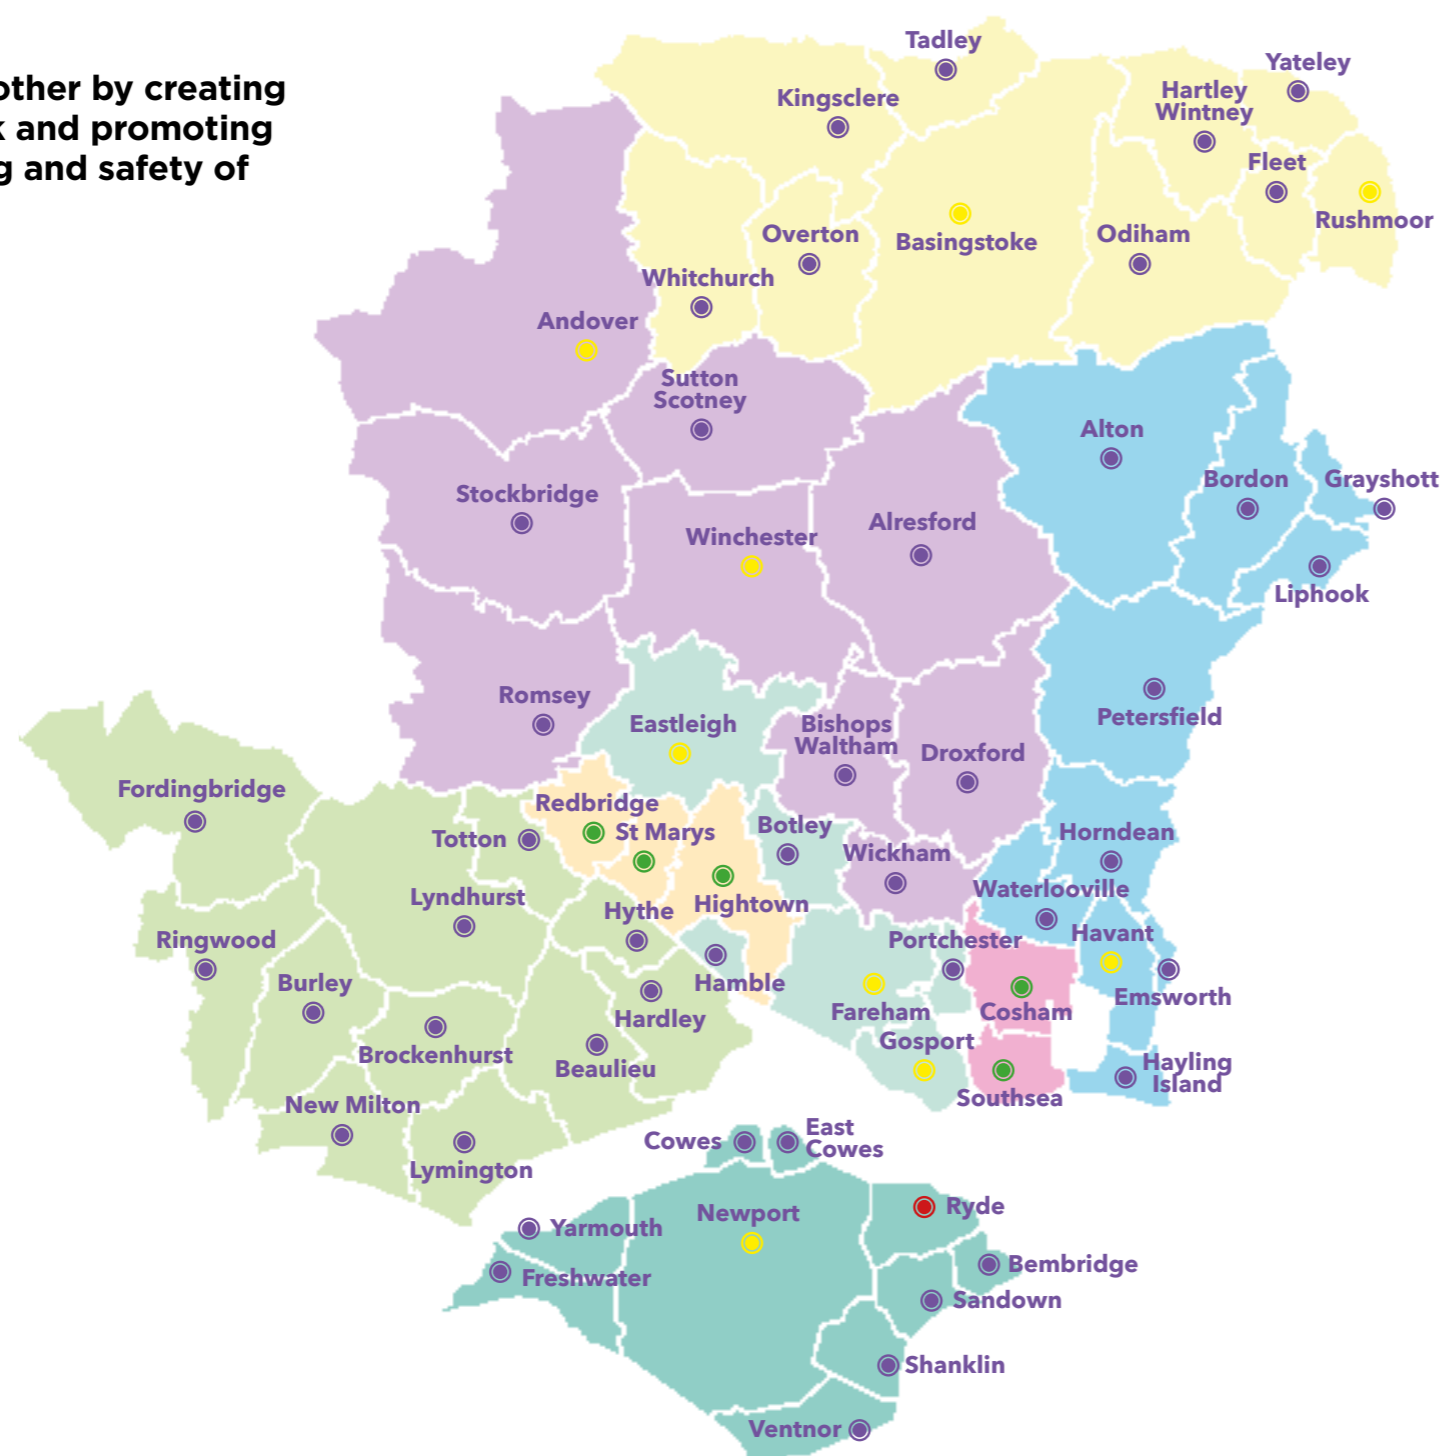 other by creating
k and promoting
g and safety of
Tadley
Yateley
Kingsclere
Hartley
Wintney
Fleet
Rushmoor
Overton
Basingstoke
Odiham
Whitchurch
Andover
Sutton
Scotney
Alton
Stockbridge
Bordon
Grayshott
Winchester
Alresford
Liphook
Romsey
Eastleigh
Bishops
Waltham
Droxford
Petersfield
Fordingbridge
Redbridge
Totton
St Marys
Botley
Wickham
Horndean
Lyndhurst
Hythe
Hightown
Waterlooville
Ringwood
Portchester
Havant
Burley
Hamble
Emsworth
Hardley
Fareham
Cosham
Brockenhurst
Beaulieu
Gosport
Hayling
Island
New Milton
Southsea
Lymington
Cowes
East
Cowes
Newport
Ryde
Yarmouth
Freshwater
Bembridge
Sandown
Shanklin
Ventnor